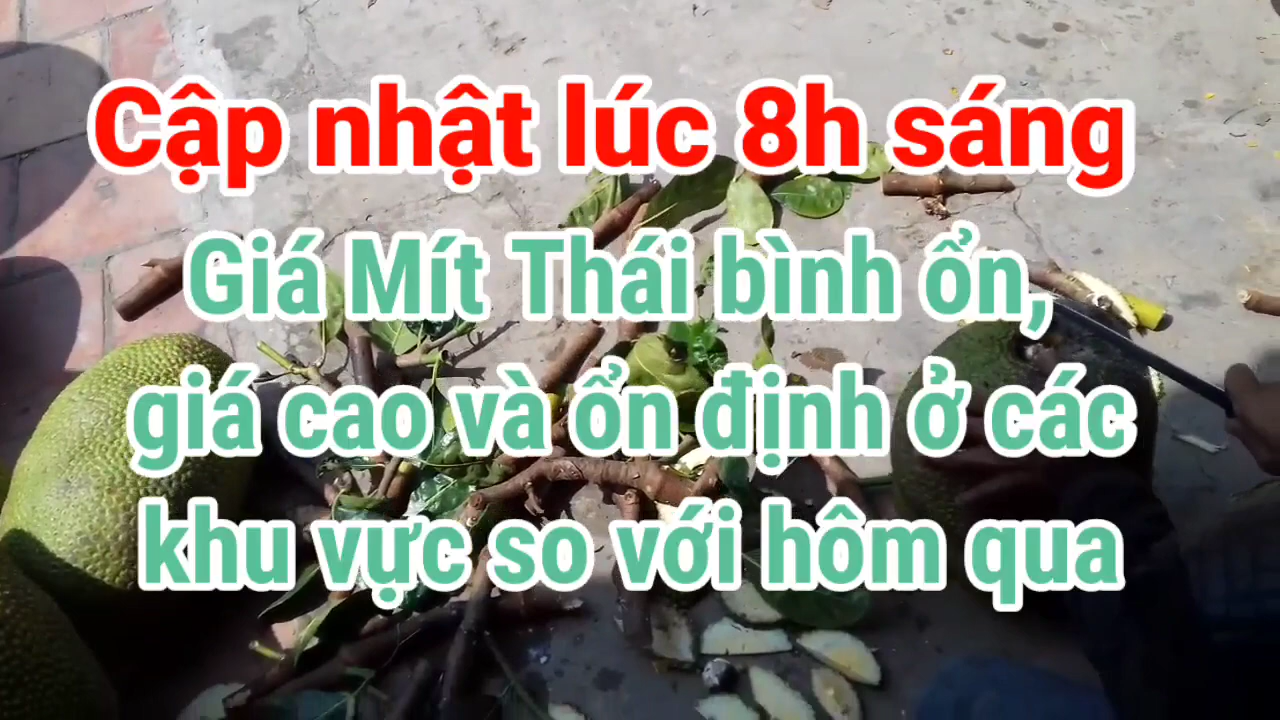 Cập nhật lúc 8h sáng
Giá Mít Thái bình ổn,
giá cao và ổn định ở các
khu vực so với hôm qua